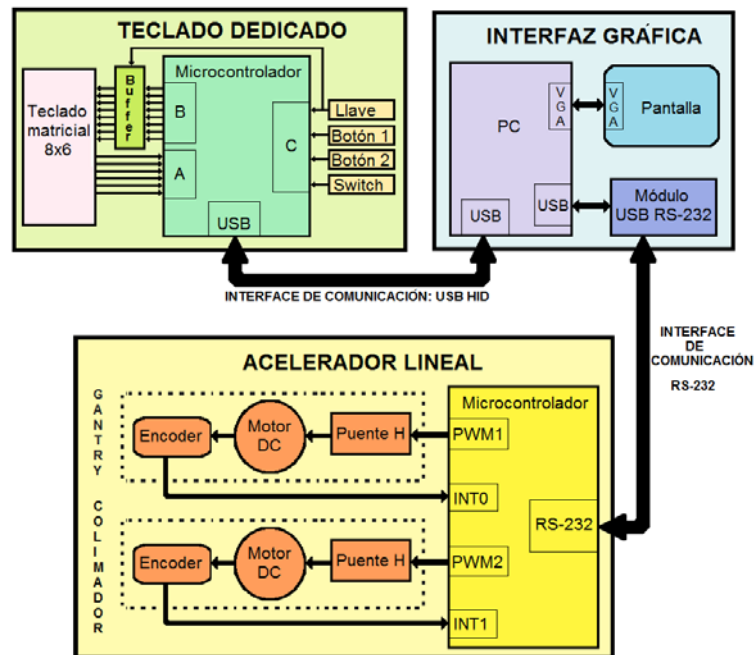 TECLADO DEDICADO
Teclado
matricial
8x6
Buffer
Microcontrolador
B
A
C
USB
Llave
Botón 1
Botón 2
Switch
INTERFAZ GRÁFICA
PC
VGA
VGA
Pantalla
USB
USB
Módulo
USB RS-232
INTERFACE DE COMUNICACIÓN: USB HID
INTERFACE
DE
COMUNICACIÓN
RS-232
ACELERADOR LINEAL
GANTRY
Encoder
Motor
DC
Puente H
Microcontrolador
PWM1
INT0
RS-232
COLIMADOR
Encoder
Motor
DC
Puente H
PWM2
INT1